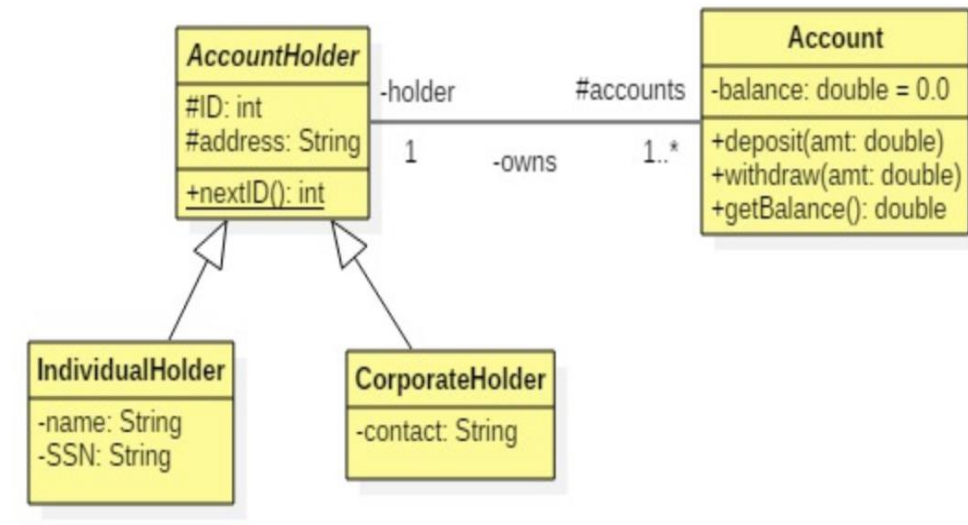 AccountHolder
#ID: int
#address: String
+nextID(): int
-holder
#accounts
1
-owns
1..*
Account
-balance: double = 0.0
+deposit(amt: double)
+withdraw(amt: double)
+getBalance(): double
IndividualHolder
-name: String
-SSN: String
CorporateHolder
-contact: String